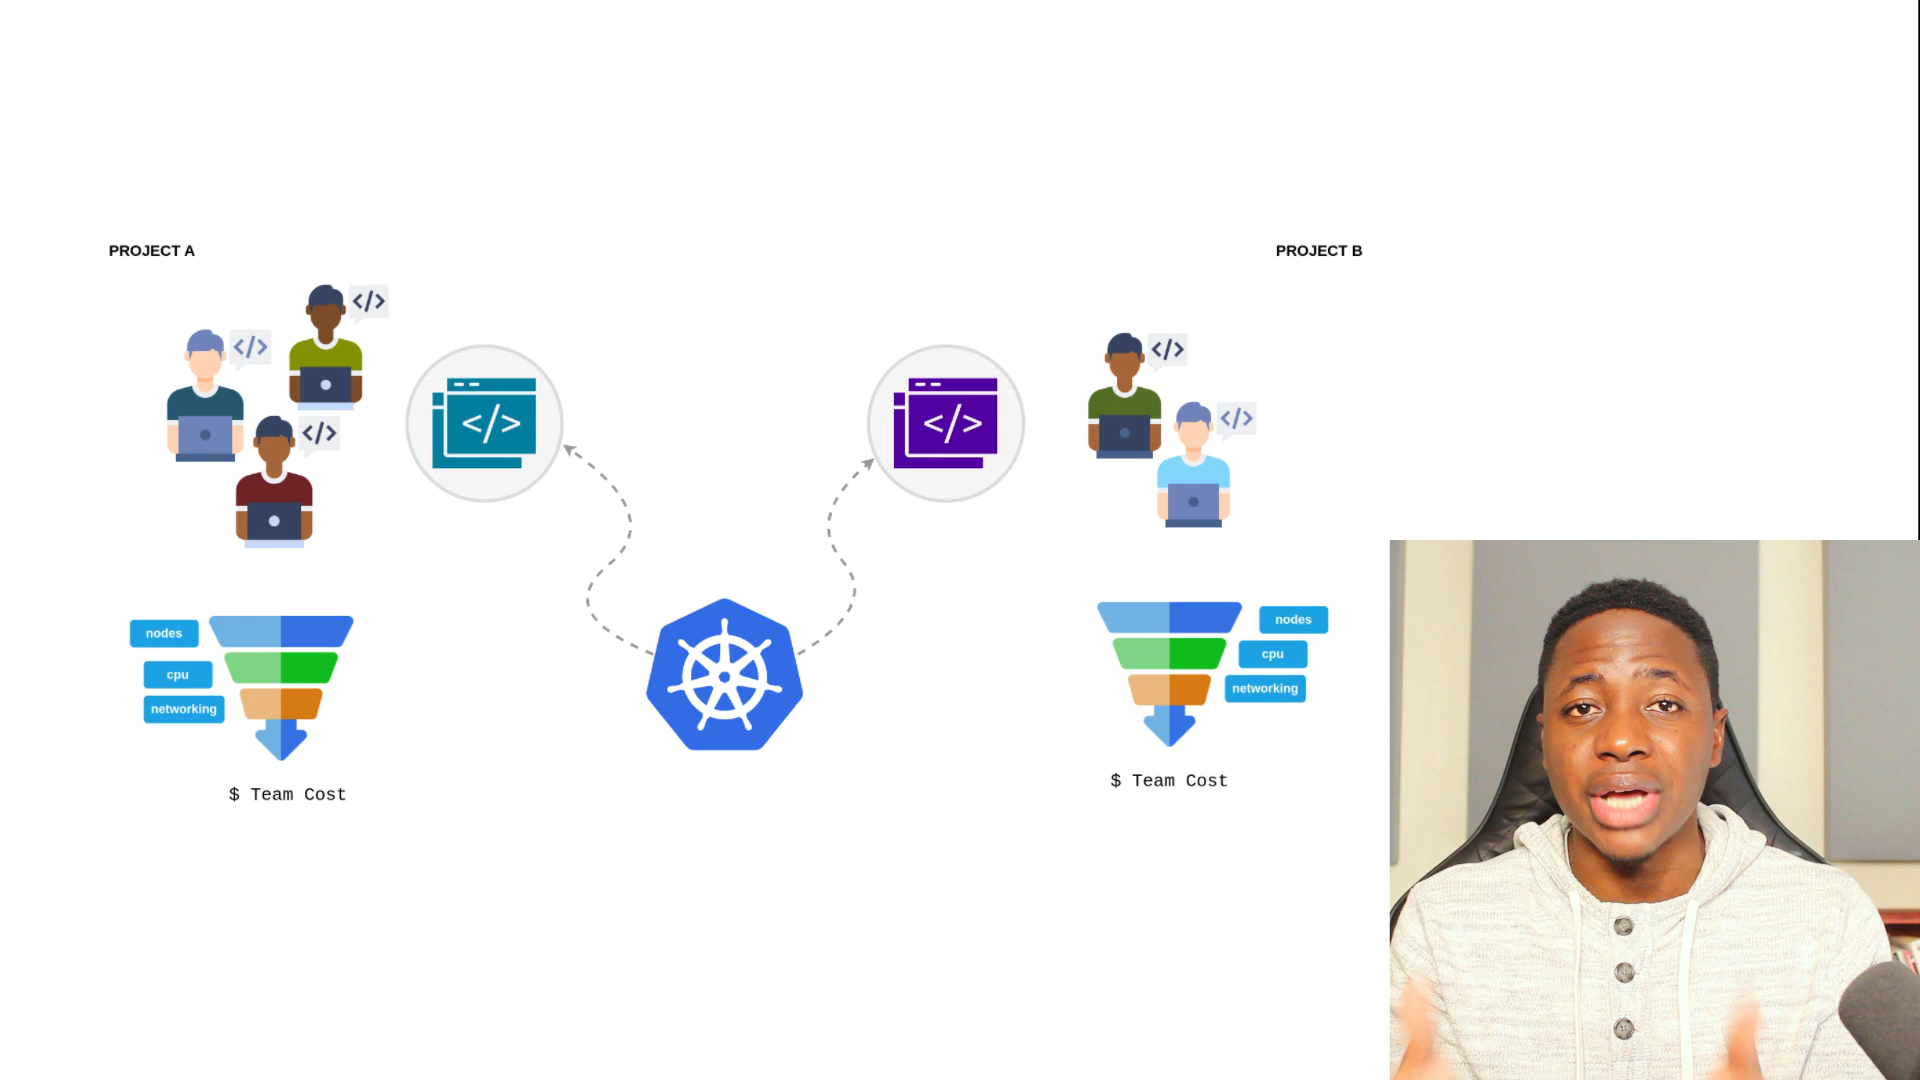 PROJECT A
PROJECT B
</>
</>
</>
</>
</>
</>
</>
nodes
cpu
networking
$ Team Cost
nodes
cpu
networking
$ Team Cost